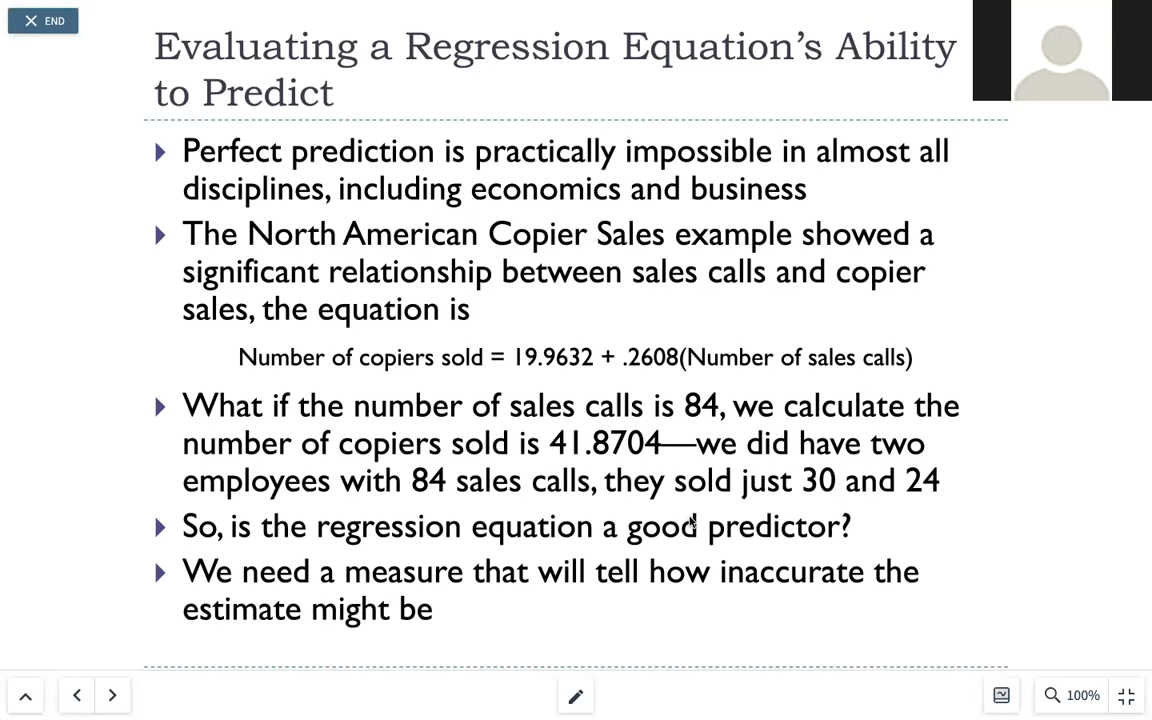 END
Evaluating a Regression Equation’s Ability
to Predict
Perfect prediction is practically impossible in almost all
disciplines, including economics and business
The North American Copier Sales example showed a
significant relationship between sales calls and copier
sales, the equation is
Number of copiers sold = 19.9632 + .2608(Number of sales calls)
What if the number of sales calls is 84, we calculate the
number of copiers sold is 41.8704—we did have two
employees with 84 sales calls, they sold just 30 and 24
So, is the regression equation a good predictor?
We need a measure that will tell how inaccurate the
estimate might be
100%